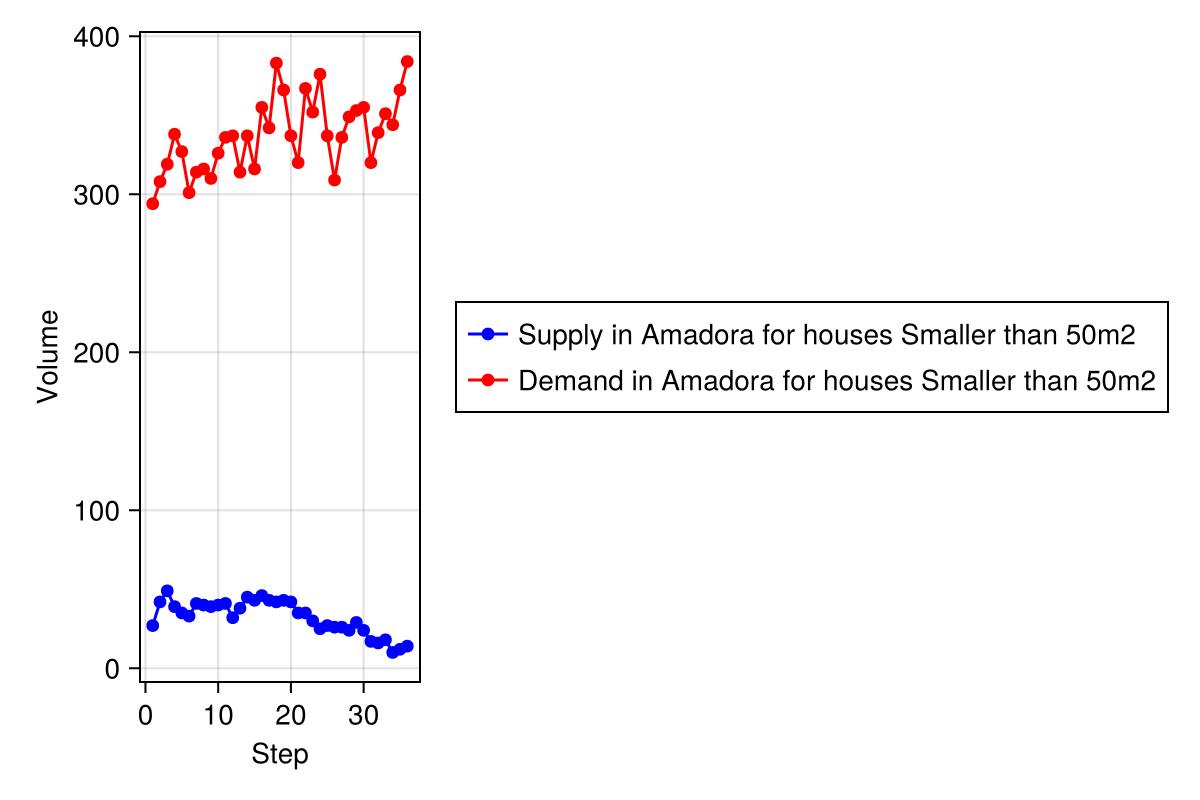 400
300
200
100
0
Volume
0 10 20 30
Step
Supply in Amadora for houses Smaller than 50m2
Demand in Amadora for houses Smaller than 50m2